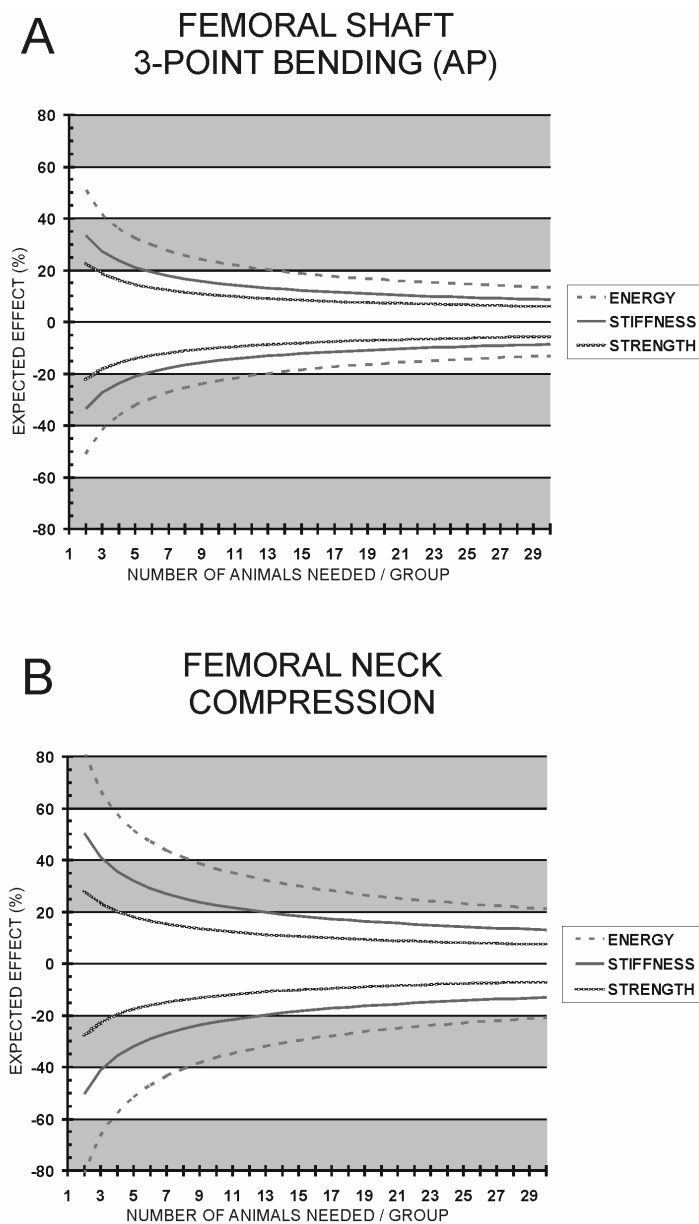 A
FEMORAL SHAFT
3-POINT BENDING (AP)
80
60
40
20
0
-20
-40
-60
-80
EXPECTED EFFECT (%)
1 3 5 7 9 11 13 15 17 19 21 23 25 27 29
NUMBER OF ANIMALS NEEDED / GROUP
ENERGY
STIFFNESS
STRENGTH
B
FEMORAL NECK
COMPRESSION
80
60
40
20
0
-20
-40
-60
-80
EXPECTED EFFECT (%)
1 3 5 7 9 11 13 15 17 19 21 23 25 27 29
NUMBER OF ANIMALS NEEDED / GROUP
ENERGY
STIFFNESS
STRENGTH